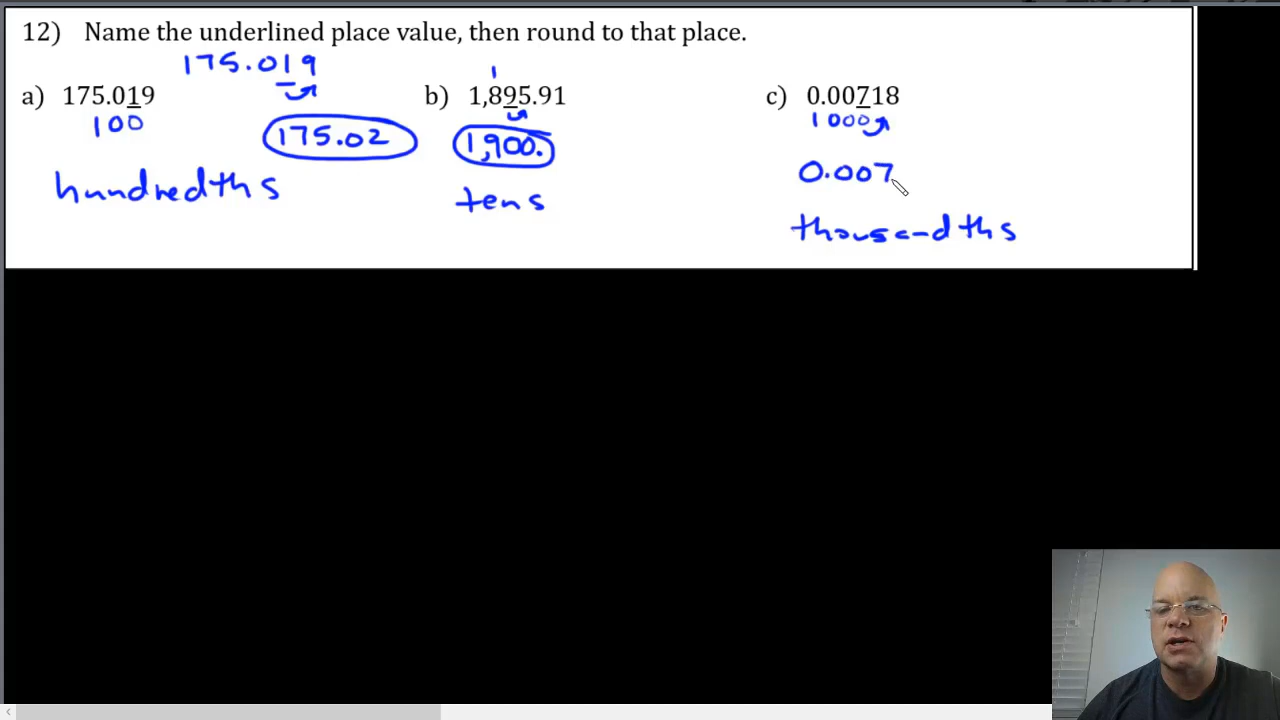 12) Name the underlined place value, then round to that place.
175.019
a) 175.019
100
175.02
hundredths
b) 1,895.91
1
1,900.
tens
c) 0.00718
1000
0.007
thousandths